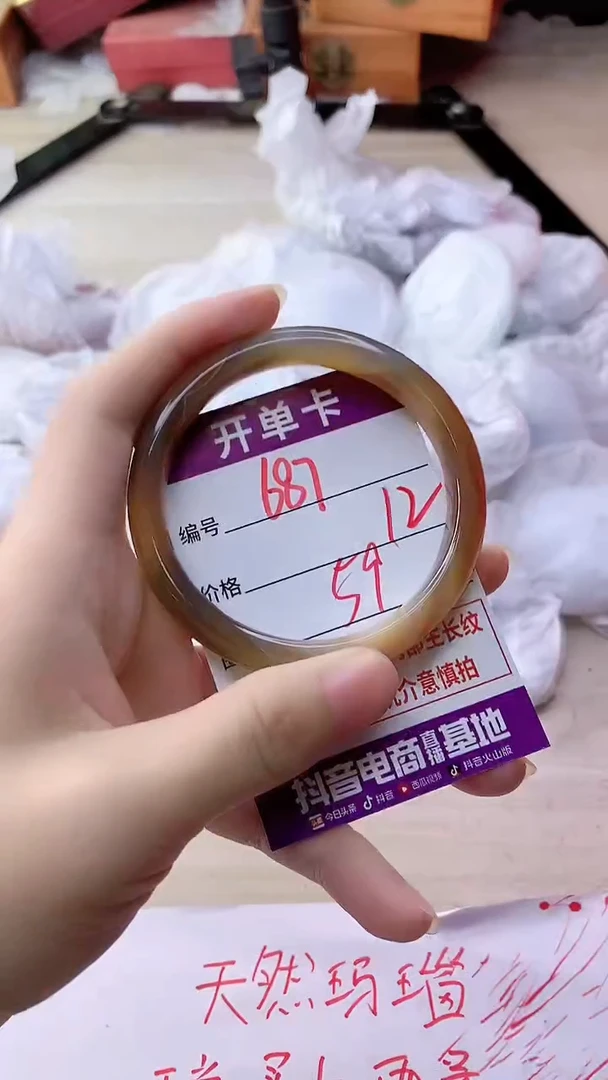 开单卡
编号 687
12
价格
59
部生长纹
介意慎拍
抖音电商直播基地
今日头条 抖音 西瓜视频 抖音火山版
天然玛瑙